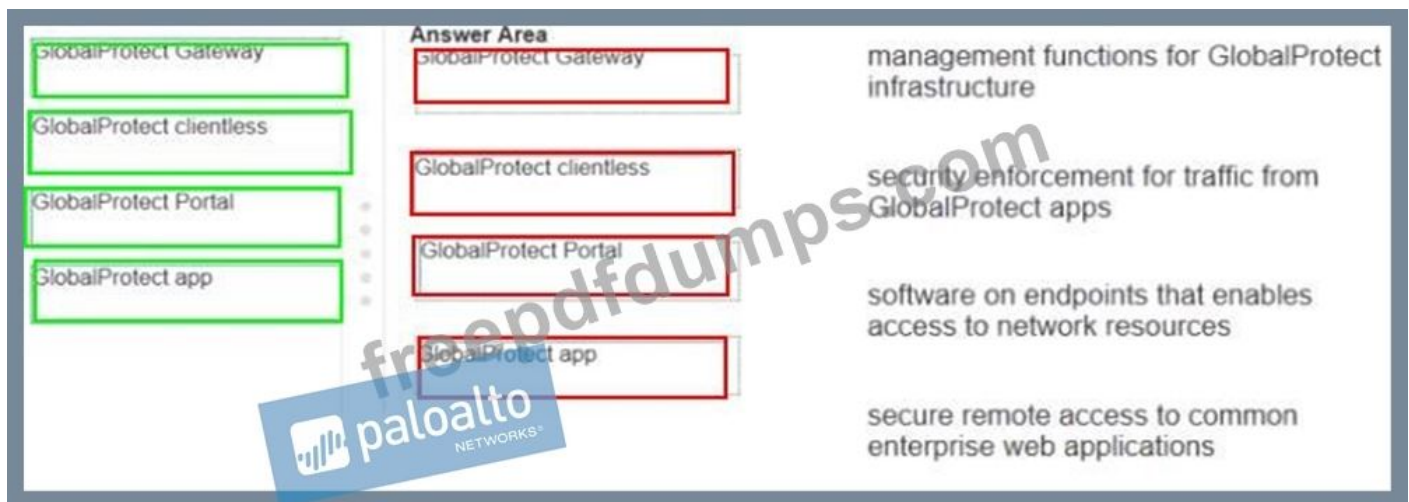 Answer Area
GlobalProtect Gateway
GlobalProtect clientless
GlobalProtect Portal
GlobalProtect app
GlobalProtect Gateway
GlobalProtect clientless
GlobalProtect Portal
GlobalProtect app
management functions for GlobalProtect
infrastructure
security enforcement for traffic from
GlobalProtect apps
software on endpoints that enables
access to network resources
secure remote access to common
enterprise web applications
freepdfdumps.com
paloalto
NETWORKS®